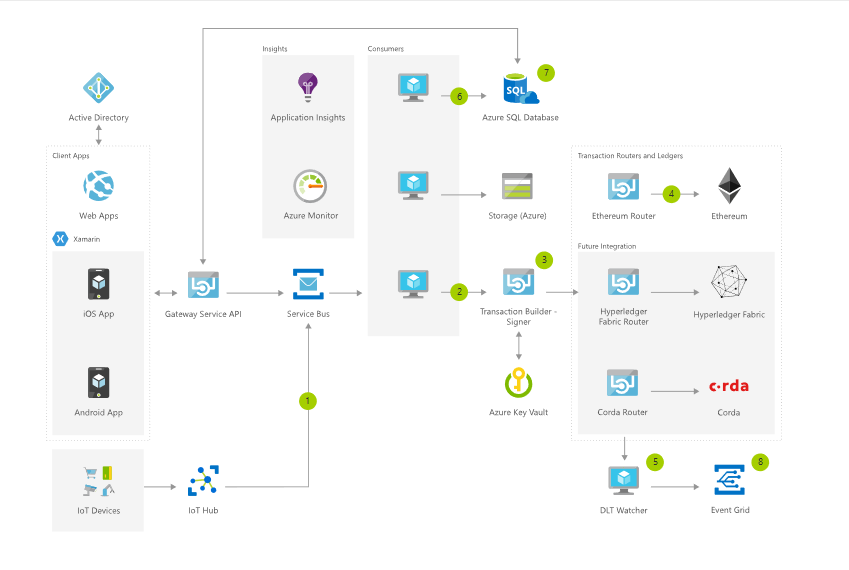 Insights
Consumers
7
SQL
6
Active Directory
Application Insights
Azure SQL Database
Client Apps
Transaction Routers and Ledgers
4
Web Apps
Azure Monitor
Storage (Azure)
Ethereum Router
Ethereum
Xamarin
Future Integration
3
2
iOS App
Gateway Service API
Service Bus
Transaction Builder -
Signer
Hyperledger
Fabric Router
Hyperledger Fabric
c·rda
1
Android App
Azure Key Vault
Corda Router
Corda
5
8
IoT Devices
IoT Hub
DLT Watcher
Event Grid